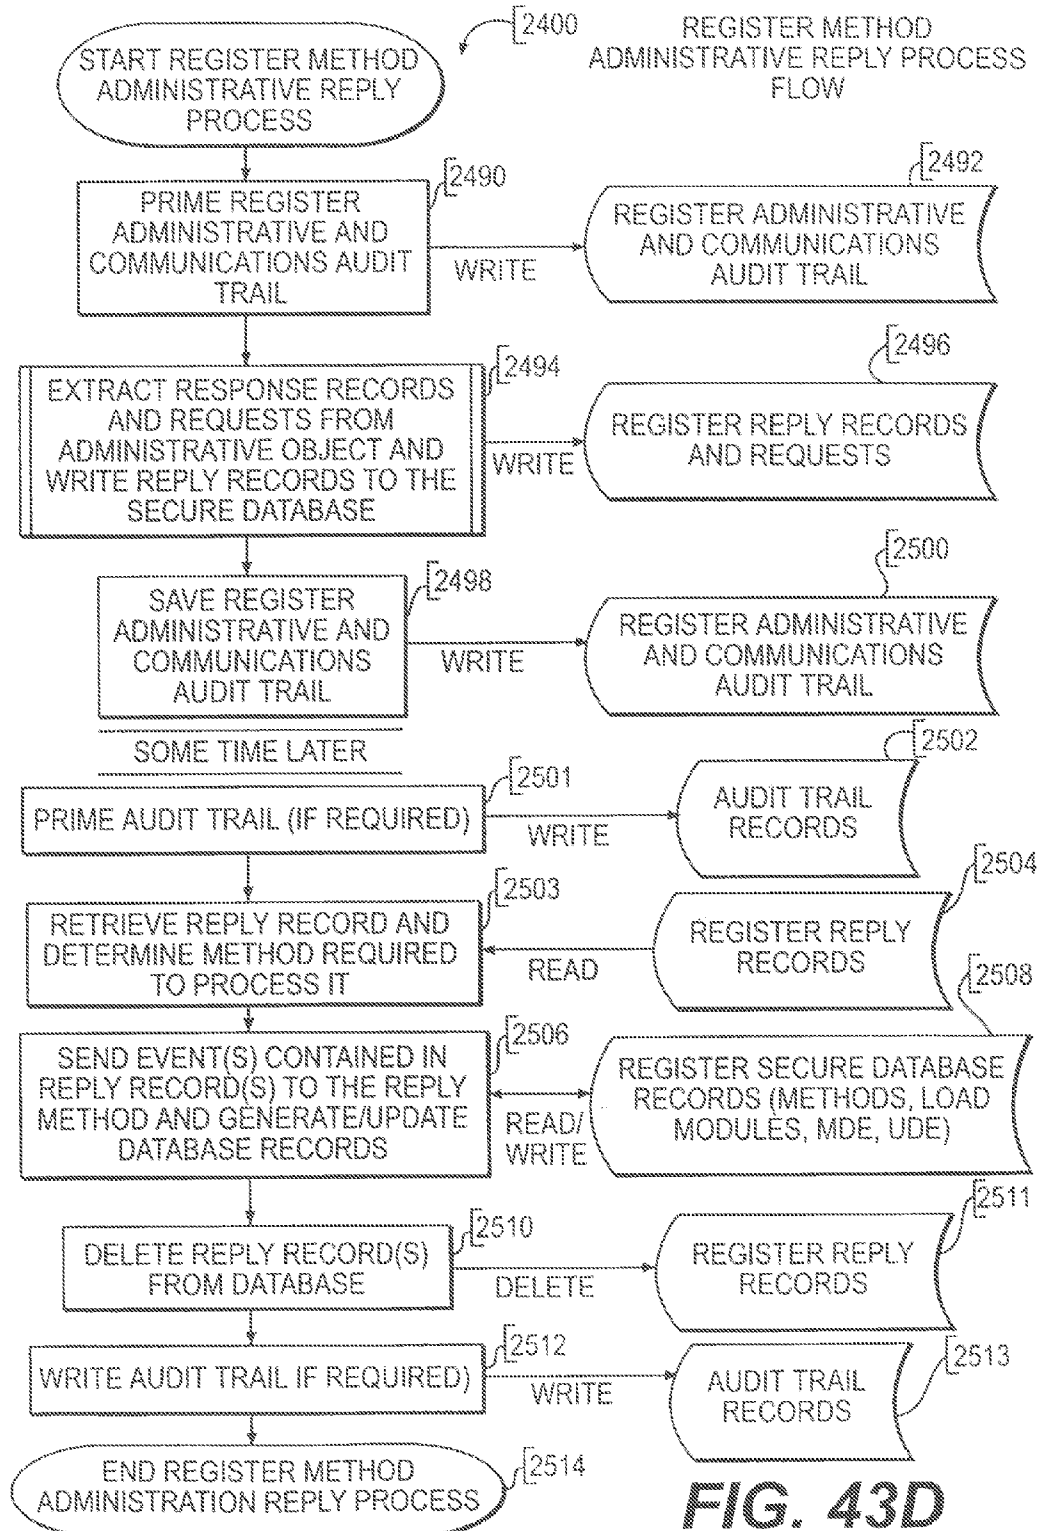 2400
REGISTER METHOD
ADMINISTRATIVE REPLY PROCESS
FLOW
START REGISTER METHOD
ADMINISTRATIVE REPLY
PROCESS
2490
PRIME REGISTER
ADMINISTRATIVE AND
COMMUNICATIONS AUDIT
TRAIL
WRITE
2492
REGISTER ADMINISTRATIVE
AND COMMUNICATIONS
AUDIT TRAIL
2494
EXTRACT RESPONSE RECORDS
AND REQUESTS FROM
ADMINISTRATIVE OBJECT AND
WRITE REPLY RECORDS TO THE
SECURE DATABASE
WRITE
2496
REGISTER REPLY RECORDS
AND REQUESTS
2498
SAVE REGISTER
ADMINISTRATIVE AND
COMMUNICATIONS
AUDIT TRAIL
WRITE
2500
REGISTER ADMINISTRATIVE
AND COMMUNICATIONS
AUDIT TRAIL
SOME TIME LATER
2501
PRIME AUDIT TRAIL (IF REQUIRED)
WRITE
2502
AUDIT TRAIL
RECORDS
2503
RETRIEVE REPLY RECORD AND
DETERMINE METHOD REQUIRED
TO PROCESS IT
READ
2504
REGISTER REPLY
RECORDS
2506
SEND EVENT(S) CONTAINED IN
REPLY RECORD(S) TO THE REPLY
METHOD AND GENERATE/UPDATE
DATABASE RECORDS
READ/
WRITE
2508
REGISTER SECURE DATABASE
RECORDS (METHODS, LOAD
MODULES, MDE, UDE)
2510
DELETE REPLY RECORD(S)
FROM DATABASE
DELETE
2511
REGISTER REPLY
RECORDS
2512
WRITE AUDIT TRAIL IF REQUIRED)
WRITE
2513
AUDIT TRAIL
RECORDS
2514
END REGISTER METHOD
ADMINISTRATION REPLY PROCESS
FIG. 43D